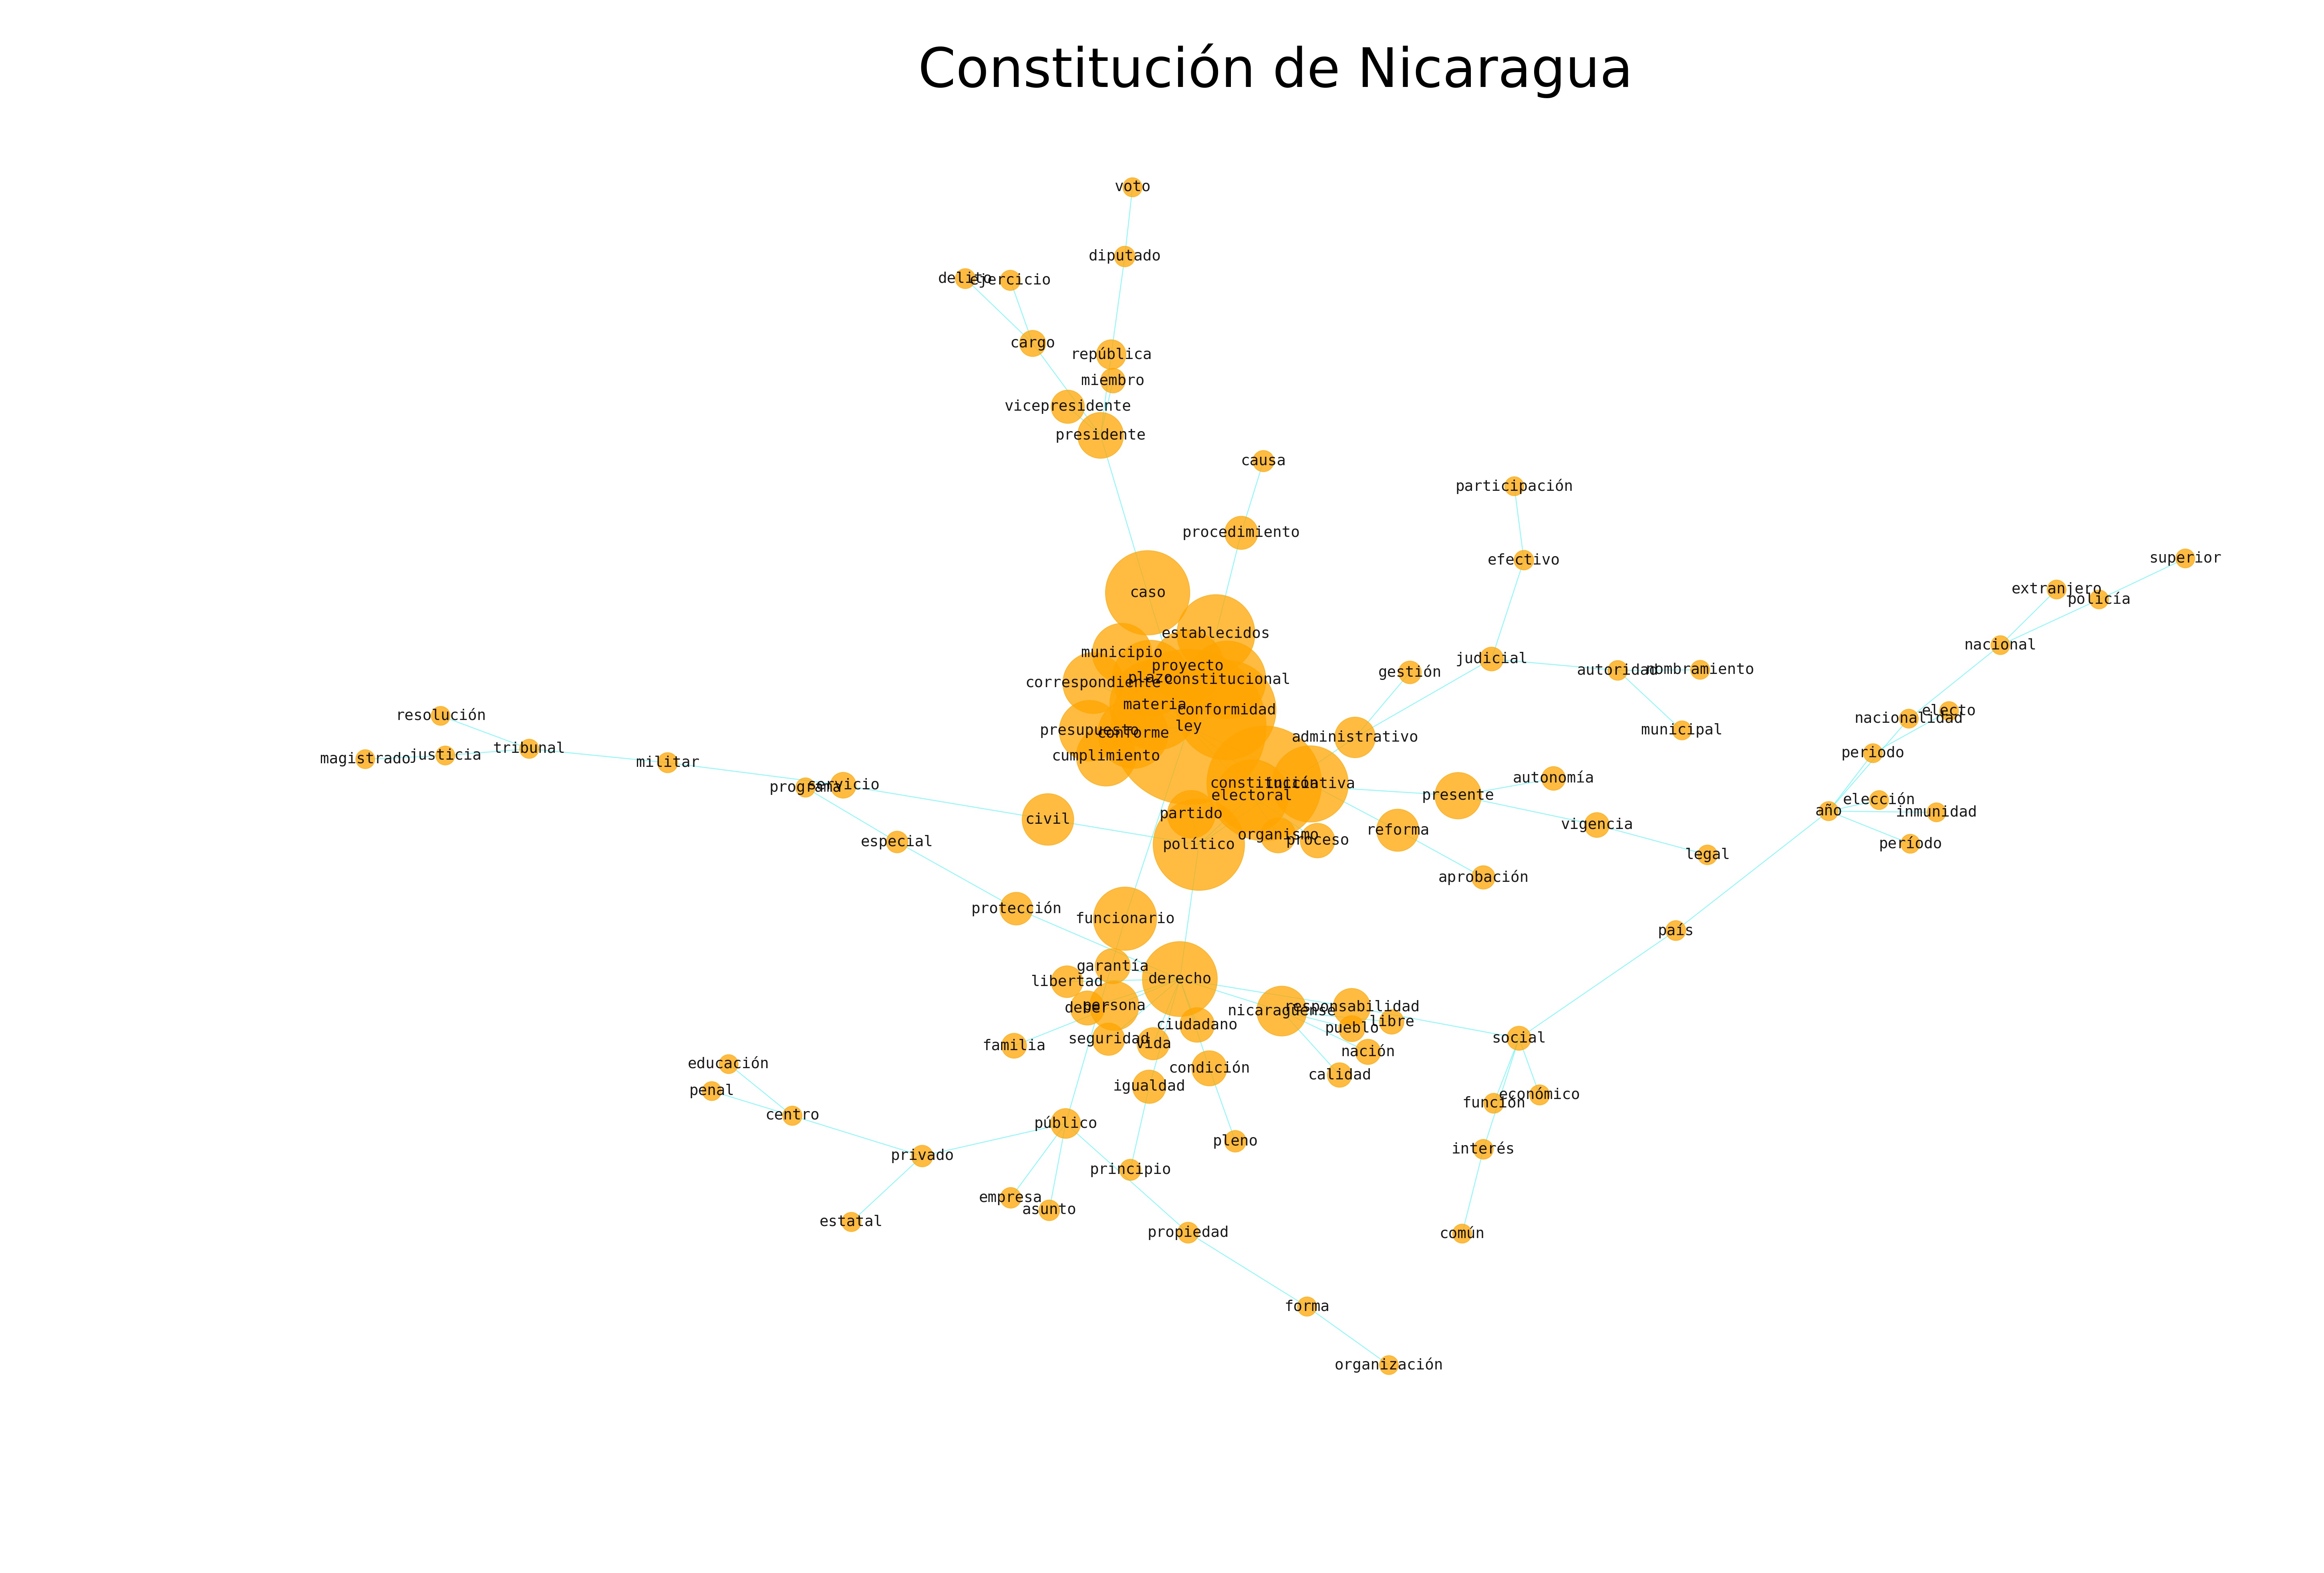 Constitución de Nicaragua
voto
diputado
delito
ejercicio
cargo
república
miembro
vicepresidente
presidente
causa
participación
procedimiento
superior
efectivo
extranjero
policía
caso
establecidos
nacional
municipio
judicial
proyecto
autoridad
nombramiento
gestión
plazo
constitucional
correspondiente
materia
conformidad
electo
resolución
nacionalidad
ley
presupuesto
conforme
municipal
administrativo
tribunal
periodo
justicia
cumplimiento
magistrado
militar
autonomía
constitución
iniciativa
servicio
programa
electoral
presente
elección
año
inmunidad
partido
civil
vigencia
reforma
organismo
proceso
especial
político
período
legal
aprobación
protección
funcionario
país
garantía
derecho
libertad
persona
deber
responsabilidad
nicaragüense
libre
ciudadano
pueblo
seguridad
social
vida
familia
nación
educación
condición
calidad
igualdad
penal
económico
función
centro
público
pleno
interés
privado
principio
empresa
asunto
estatal
propiedad
común
forma
organización